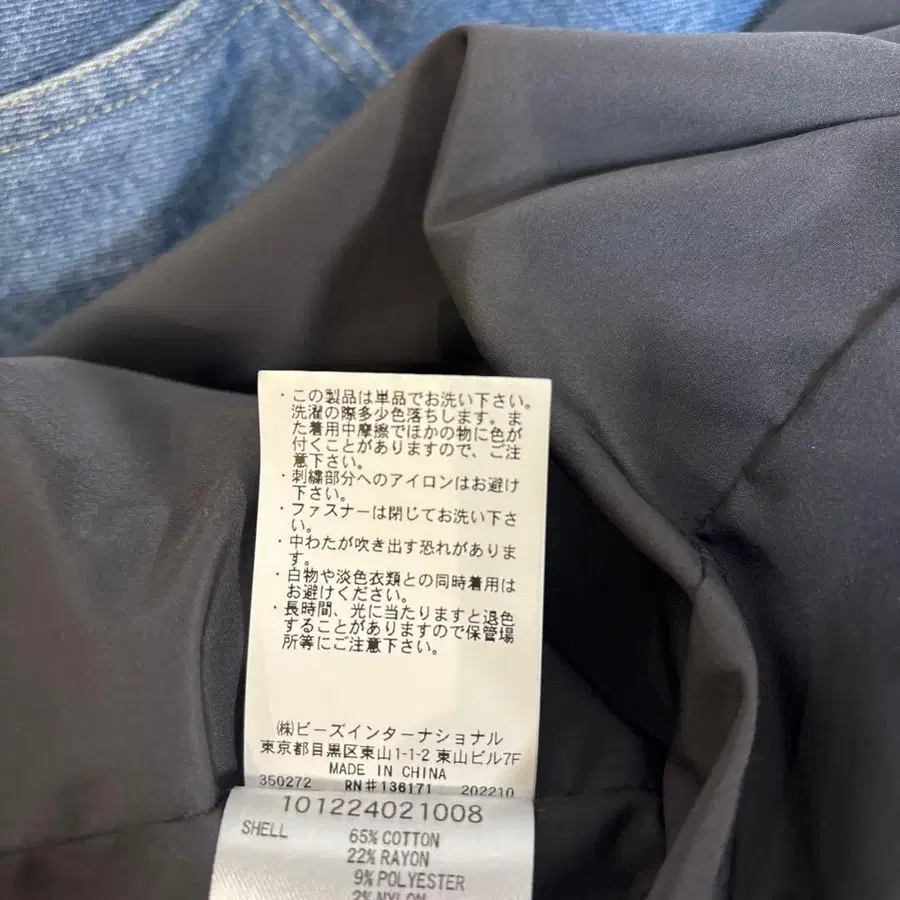 ・この製品は単品でお洗い下さい。
洗濯の際多少色落ちします。ま
た着用中摩擦でほかの物に色が
付くことがありますので、ご注
意下さい。
・刺繍部分へのアイロンはお避け
下さい。
・ファスナーは閉じてお洗い下さ
い。
・中わたが吹き出す恐れがありま
す。
・白物や淡色衣類との同時着用は
お避けください。
・長時間、光に当たりますと退色
することがありますので保管場
所等にご注意下さい。
㈱ビーズインターナショナル
東京都目黒区東山1-1-2 東山ビル7F
MADE IN CHINA
350272 RN#136171 202210
101224021008
SHELL 65% COTTON
22% RAYON
9% POLYESTER
2% NYLON